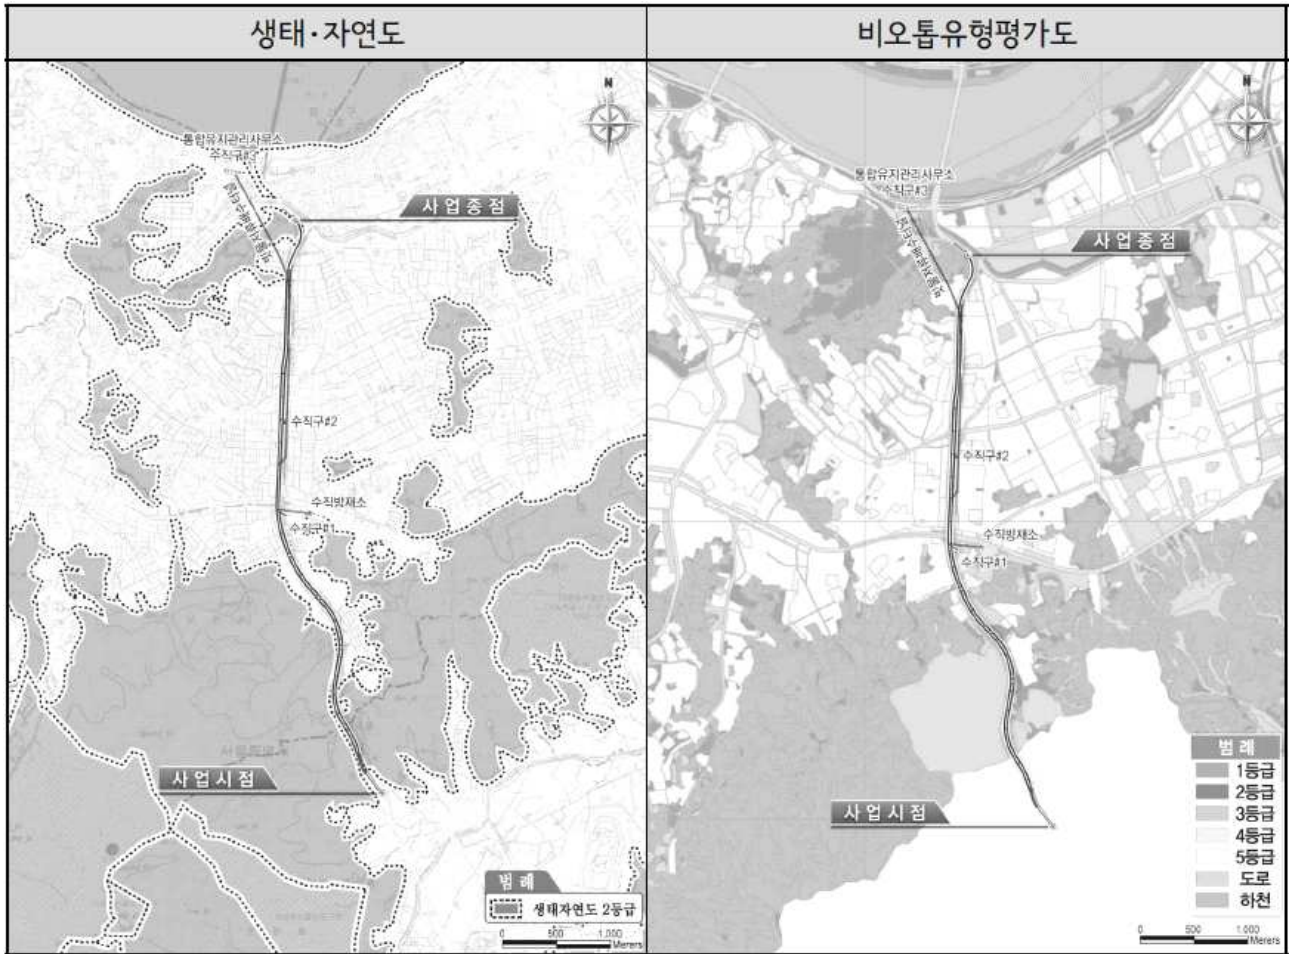 생태·자연도
비오톱유형평가도
N
통합유지관리사무소
수직구#3
사업종점
수직구#2
수직방재소
수직구#1
사업시점
범례
생태자연도 2등급
0 500 1,000
Merers
N
통합유지관리사무소
수직구#3
사업종점
수직구#2
수직방재소
수직구#1
사업시점
범례
1등급
2등급
3등급
4등급
5등급
도로
하천
0 500 1,000
Merers